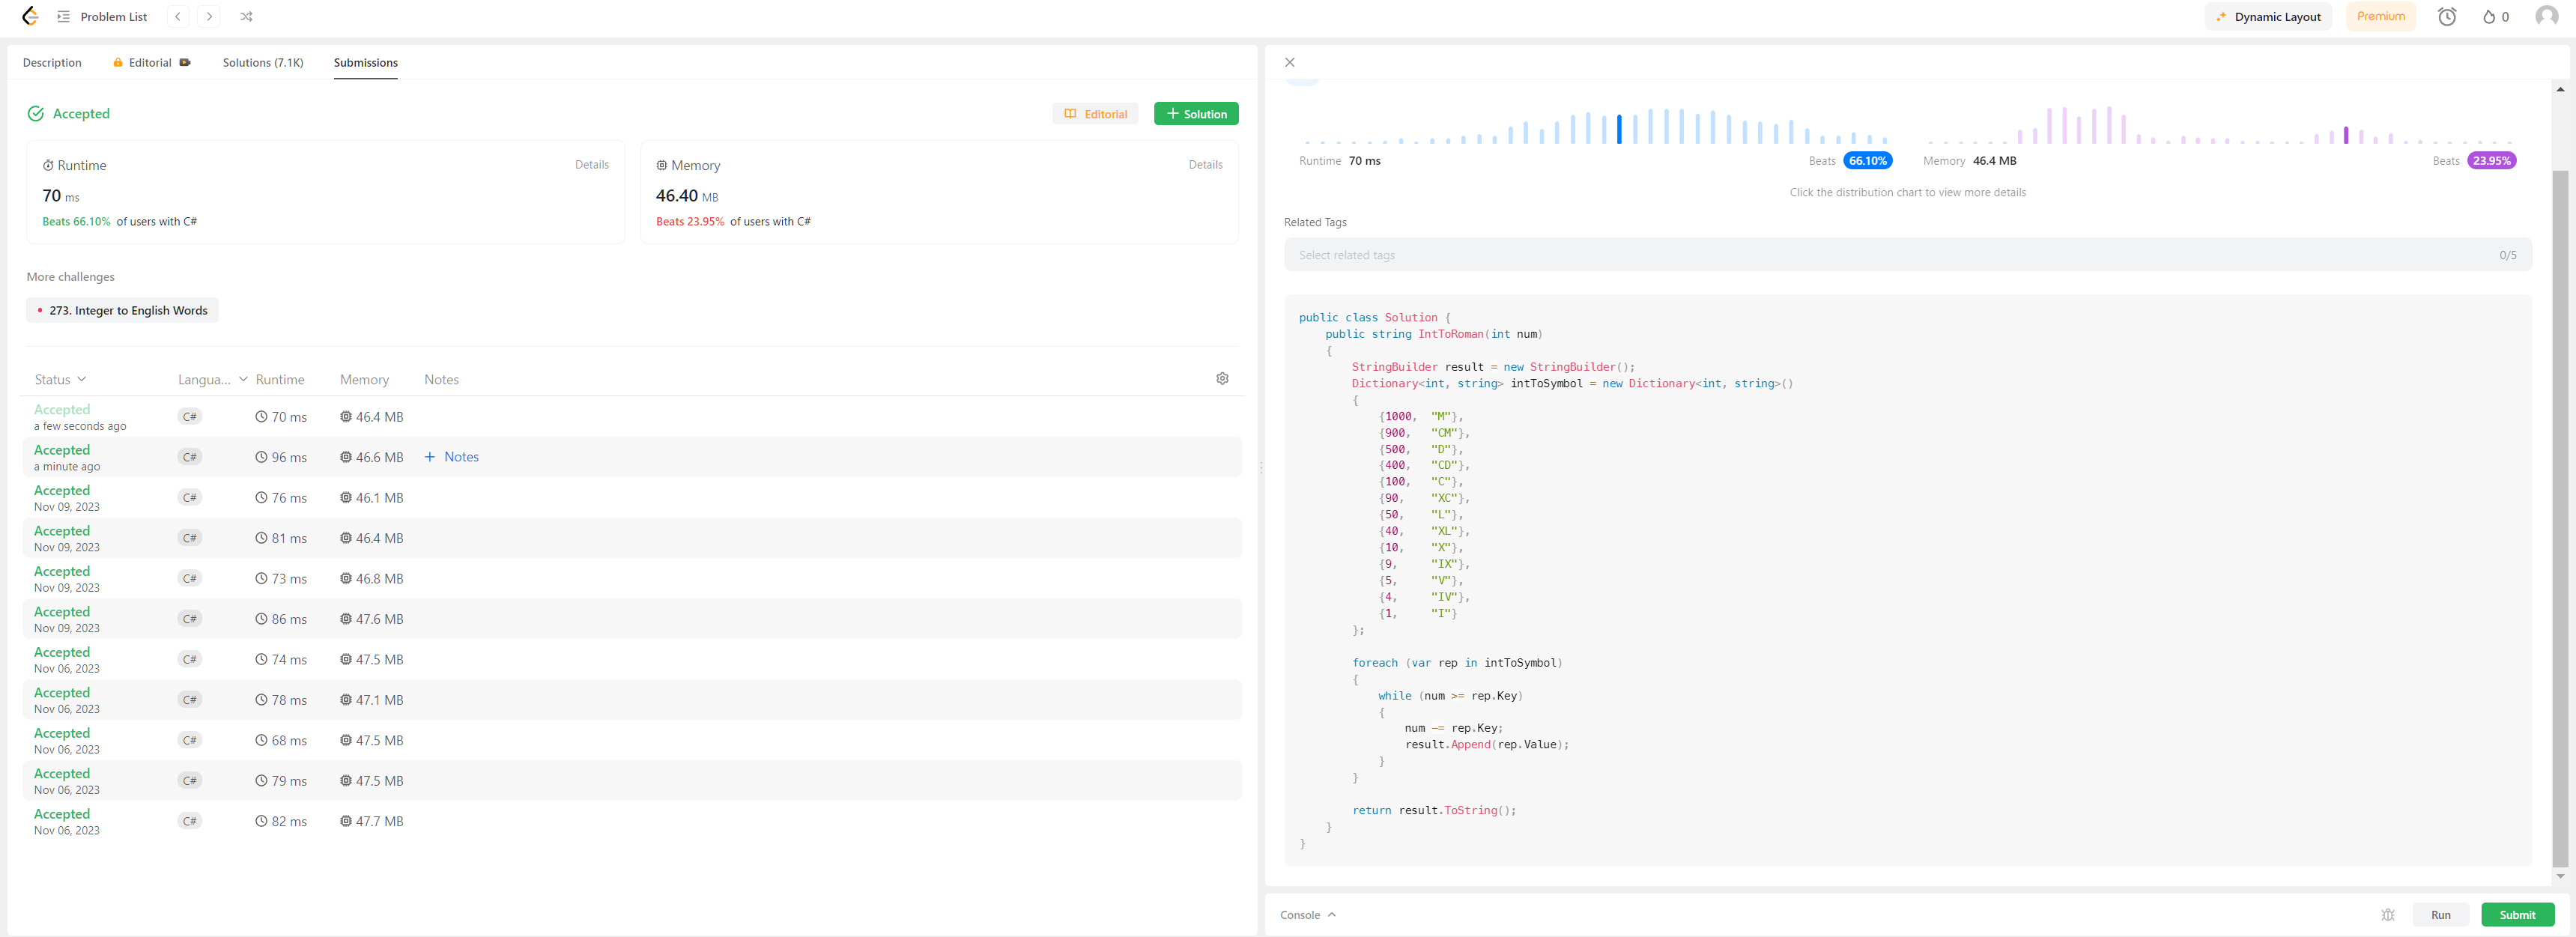 Problem List
Dynamic Layout
Premium
0
Description
Editorial
Solutions (7.1K)
Submissions
Accepted
Editorial
+ Solution
Runtime
Details
70 ms
Beats 66.10% of users with C#
Memory
Details
46.40 MB
Beats 23.95% of users with C#
More challenges
273. Integer to English Words
Status Langua... Runtime Memory Notes
Accepted
a few seconds ago
C# 70 ms 46.4 MB
Accepted
a minute ago
C# 96 ms 46.6 MB + Notes
Accepted
Nov 09, 2023
C# 76 ms 46.1 MB
Accepted
Nov 09, 2023
C# 81 ms 46.4 MB
Accepted
Nov 09, 2023
C# 73 ms 46.8 MB
Accepted
Nov 09, 2023
C# 86 ms 47.6 MB
Accepted
Nov 06, 2023
C# 74 ms 47.5 MB
Accepted
Nov 06, 2023
C# 78 ms 47.1 MB
Accepted
Nov 06, 2023
C# 68 ms 47.5 MB
Accepted
Nov 06, 2023
C# 79 ms 47.5 MB
Accepted
Nov 06, 2023
C# 82 ms 47.7 MB
Runtime 70 ms Beats 66.10%
Memory 46.4 MB Beats 23.95%
Click the distribution chart to view more details
Related Tags
Select related tags 0/5
public class Solution {
    public string IntToRoman(int num)
    {
        StringBuilder result = new StringBuilder();
        Dictionary<int, string> intToSymbol = new Dictionary<int, string>()
        {
            {1000,  "M"},
            {900,   "CM"},
            {500,   "D"},
            {400,   "CD"},
            {100,   "C"},
            {90,    "XC"},
            {50,    "L"},
            {40,    "XL"},
            {10,    "X"},
            {9,     "IX"},
            {5,     "V"},
            {4,     "IV"},
            {1,     "I"}
        };
        foreach (var rep in intToSymbol)
        {
            while (num >= rep.Key)
            {
                num -= rep.Key;
                result.Append(rep.Value);
            }
        }
        return result.ToString();
    }
}
Console
Run
Submit